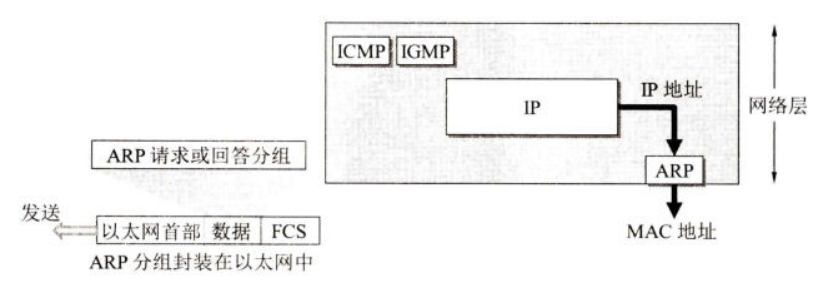 ICMP IGMP
IP 地址
IP
网络层
ARP 请求或回答分组
ARP
发送
以太网首部 数据 FCS
MAC 地址
ARP 分组封装在以太网中